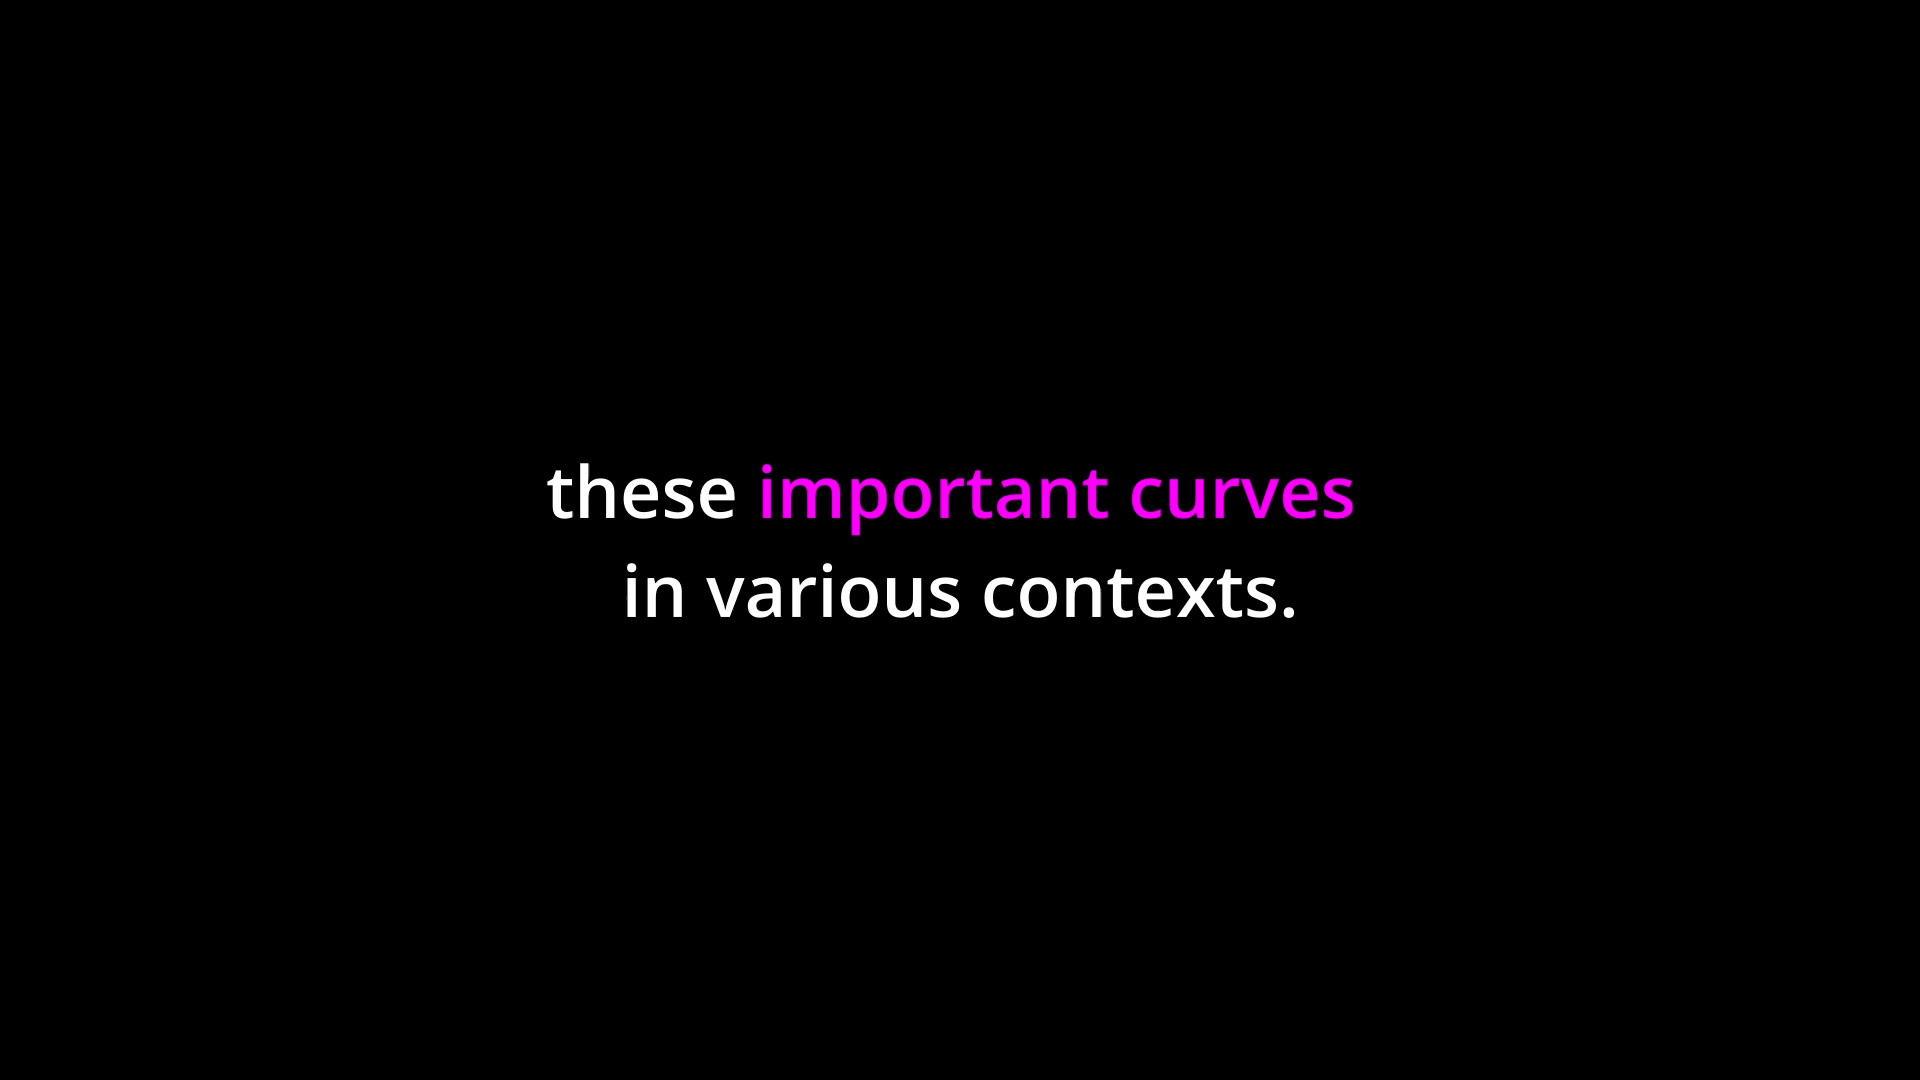 these important curves
in various contexts.